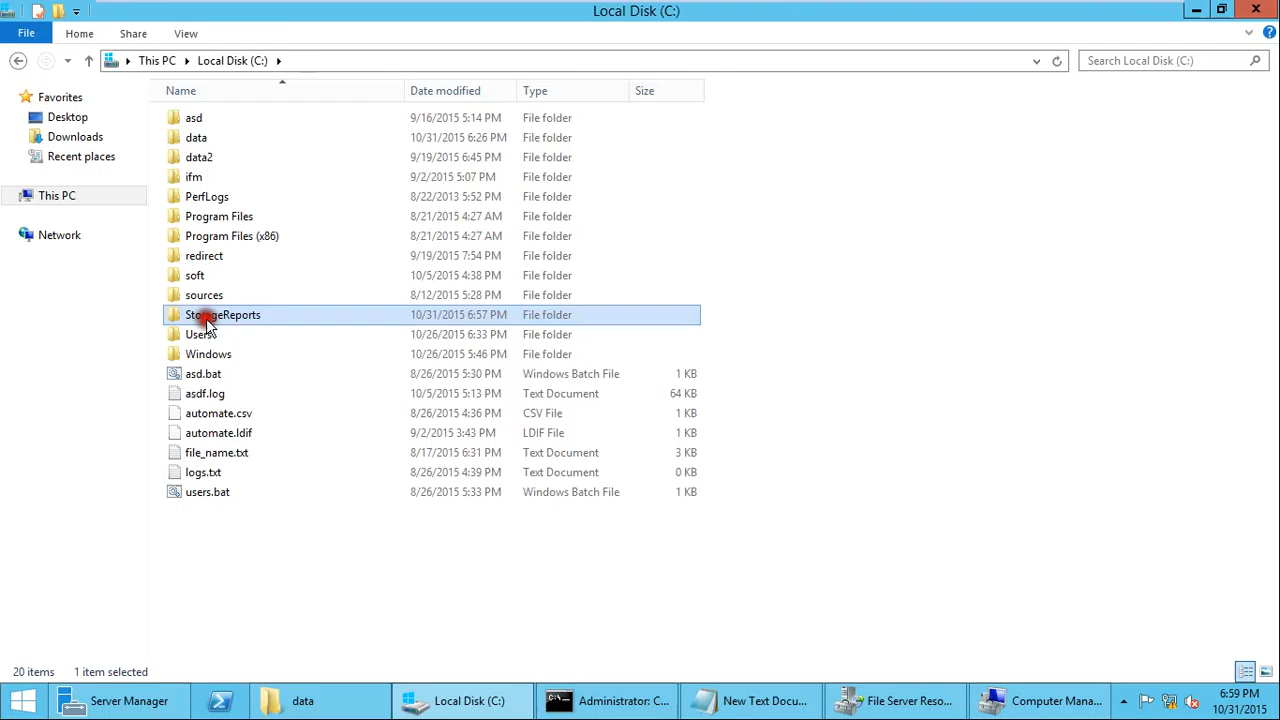 Local Disk (C:)
File Home Share View
This PC Local Disk (C:) Search Local Disk (C:)
Name Date modified Type Size
Favorites
Desktop
Downloads
Recent places
This PC
Network
asd 9/16/2015 5:14 PM File folder
data 10/31/2015 6:26 PM File folder
data2 9/19/2015 6:45 PM File folder
ifm 9/2/2015 5:07 PM File folder
PerfLogs 8/22/2013 5:52 PM File folder
Program Files 8/21/2015 4:27 AM File folder
Program Files (x86) 8/21/2015 4:27 AM File folder
redirect 9/19/2015 7:54 PM File folder
soft 10/5/2015 4:38 PM File folder
sources 8/12/2015 5:28 PM File folder
StorageReports 10/31/2015 6:57 PM File folder
Users 10/26/2015 6:33 PM File folder
Windows 10/26/2015 5:46 PM File folder
asd.bat 8/26/2015 5:30 PM Windows Batch File 1 KB
asdf.log 10/5/2015 5:13 PM Text Document 64 KB
automate.csv 8/26/2015 4:36 PM CSV File 1 KB
automate.ldif 9/2/2015 3:43 PM LDIF File 1 KB
file_name.txt 8/17/2015 6:31 PM Text Document 3 KB
logs.txt 8/26/2015 4:39 PM Text Document 0 KB
users.bat 8/26/2015 5:33 PM Windows Batch File 1 KB
20 items 1 item selected
Server Manager data Local Disk (C:) Administrator: C... New Text Docu... File Server Reso... Computer Mana... 6:59 PM
10/31/2015